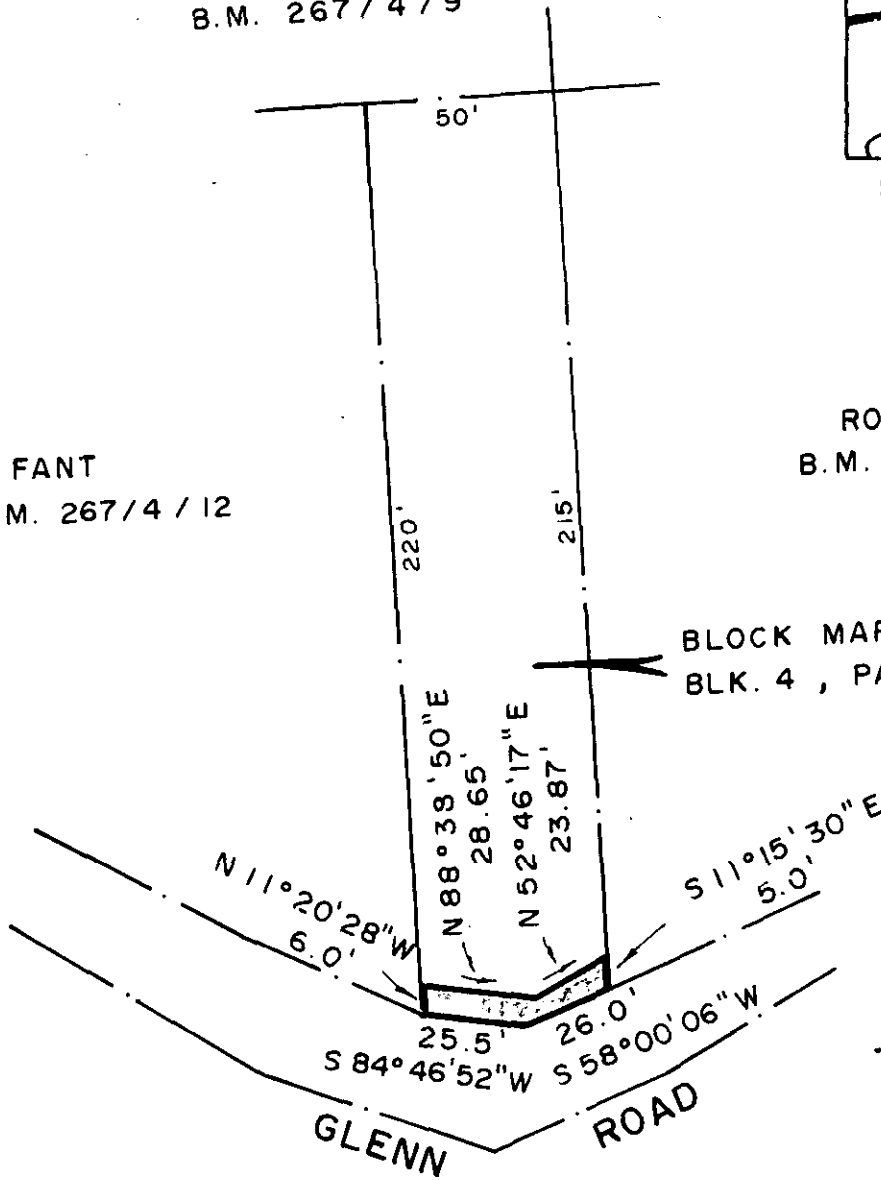 B.M. 267/4/9
50'
FANT
M. 267/4/12
RO
B.M.
220'
215'
BLOCK MAP
BLK. 4, PA
N 88°38'50"E
28.65'
N 52°46'17"E
23.87'
N 11°20'28"W
6.0'
S 11°15'30"E
5.0'
25.5'
26.0'
S 84°46'52"W
S 58°00'06"W
GLENN ROAD